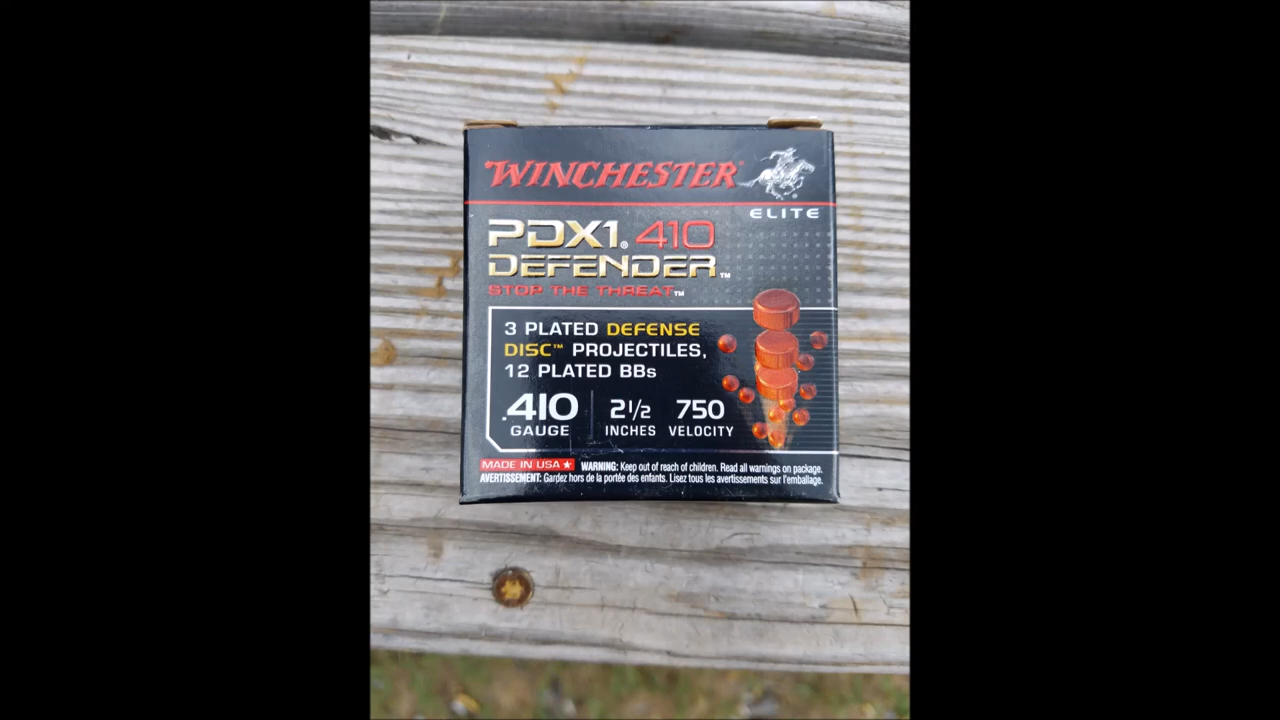 WINCHESTER®
ELITE
PDX1® 410
DEFENDER™
STOP THE THREAT™
3 PLATED DEFENSE
DISC™ PROJECTILES,
12 PLATED BBs
.410 2 1/2 750
GAUGE INCHES VELOCITY
MADE IN USA ★ WARNING: Keep out of reach of children. Read all warnings on package.
AVERTISSEMENT: Gardez hors de la portée des enfants. Lisez tous les avertissements sur l'emballage.